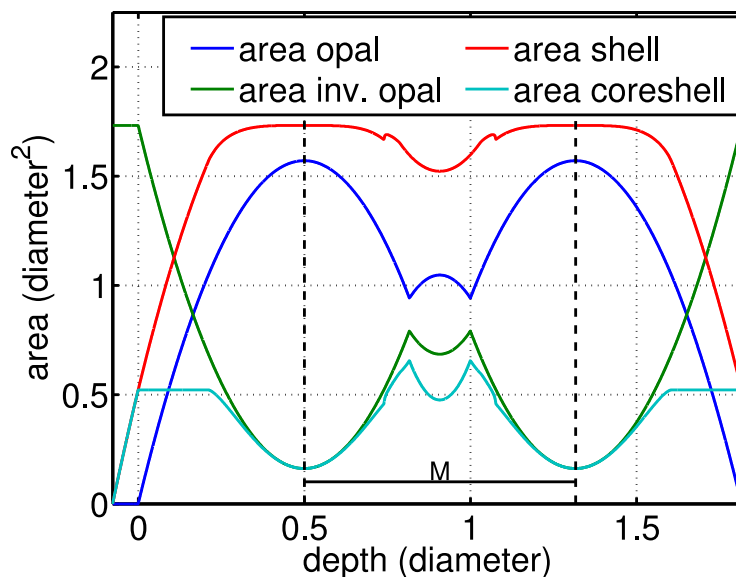 area opal
area shell
area inv. opal
area coreshell
2
1.5
1
0.5
0
area (diameter²)
M
0
0.5
1
1.5
depth (diameter)